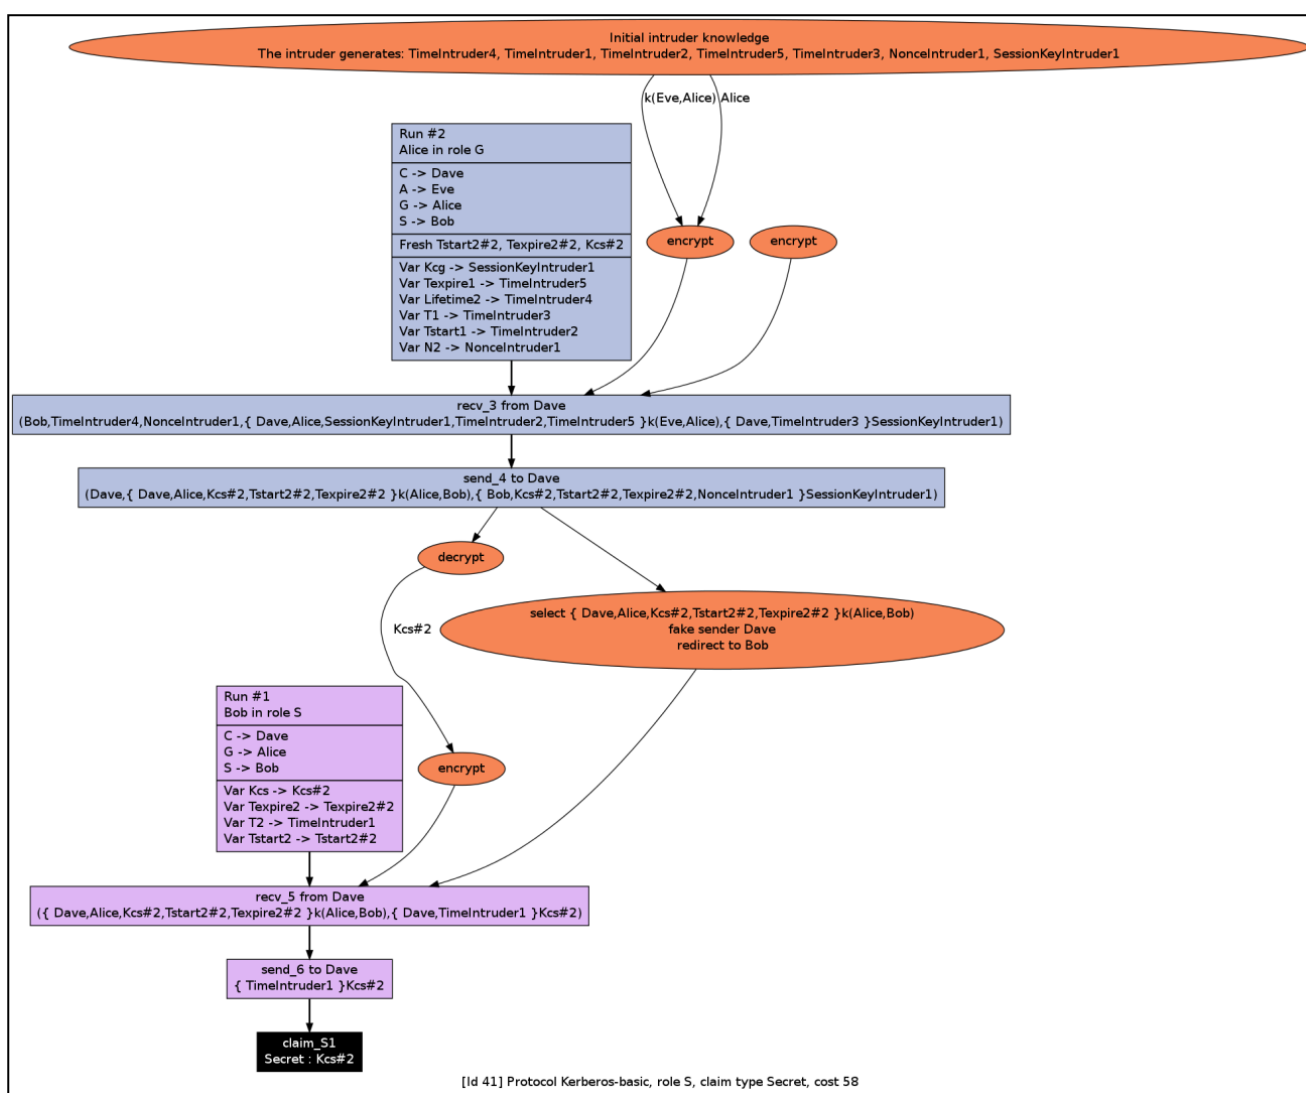 Initial intruder knowledge
The intruder generates: TimeIntruder4, TimeIntruder1, TimeIntruder2, TimeIntruder5, TimeIntruder3, NonceIntruder1, SessionKeyIntruder1
k(Eve,Alice)
Alice
Run #2
Alice in role G
C -> Dave
A -> Eve
G -> Alice
S -> Bob
Fresh Tstart2#2, Texpire2#2, Kcs#2
Var Kcg -> SessionKeyIntruder1
Var Texpire1 -> TimeIntruder5
Var Lifetime2 -> TimeIntruder4
Var T1 -> TimeIntruder3
Var Tstart1 -> TimeIntruder2
Var N2 -> NonceIntruder1
encrypt
encrypt
recv_3 from Dave
(Bob,TimeIntruder4,NonceIntruder1,{ Dave,Alice,SessionKeyIntruder1,TimeIntruder2,TimeIntruder5 }k(Eve,Alice),{ Dave,TimeIntruder3 }SessionKeyIntruder1)
send_4 to Dave
(Dave,{ Dave,Alice,Kcs#2,Tstart2#2,Texpire2#2 }k(Alice,Bob),{ Bob,Kcs#2,Tstart2#2,Texpire2#2,NonceIntruder1 }SessionKeyIntruder1)
decrypt
select { Dave,Alice,Kcs#2,Tstart2#2,Texpire2#2 }k(Alice,Bob)
fake sender Dave
redirect to Bob
Kcs#2
Run #1
Bob in role S
C -> Dave
G -> Alice
S -> Bob
Var Kcs -> Kcs#2
Var Texpire2 -> Texpire2#2
Var T2 -> TimeIntruder1
Var Tstart2 -> Tstart2#2
encrypt
recv_5 from Dave
({ Dave,Alice,Kcs#2,Tstart2#2,Texpire2#2 }k(Alice,Bob),{ Dave,TimeIntruder1 }Kcs#2)
send_6 to Dave
{ TimeIntruder1 }Kcs#2
claim_S1
Secret : Kcs#2
[Id 41] Protocol Kerberos-basic, role S, claim type Secret, cost 58